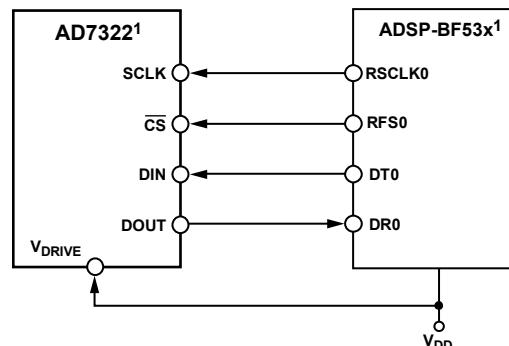 AD7322¹
ADSP-BF53x¹
SCLK
RSCLK0
CS
RFS0
DIN
DT0
DOUT
DR0
VDRIVE
VDD